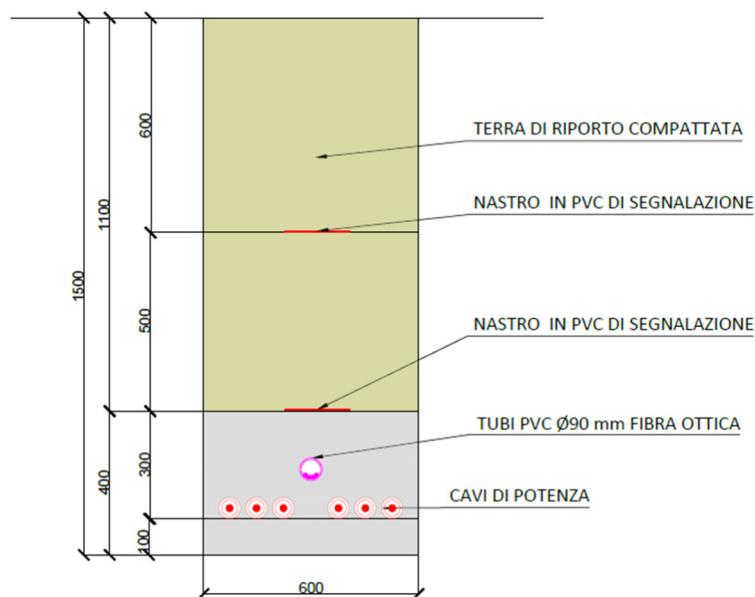 600
TERRA DI RIPORTO COMPATTATA
NASTRO IN PVC DI SEGNALAZIONE
1100
1500
500
NASTRO IN PVC DI SEGNALAZIONE
TUBI PVC Ø90 mm FIBRA OTTICA
300
400
CAVI DI POTENZA
100
600